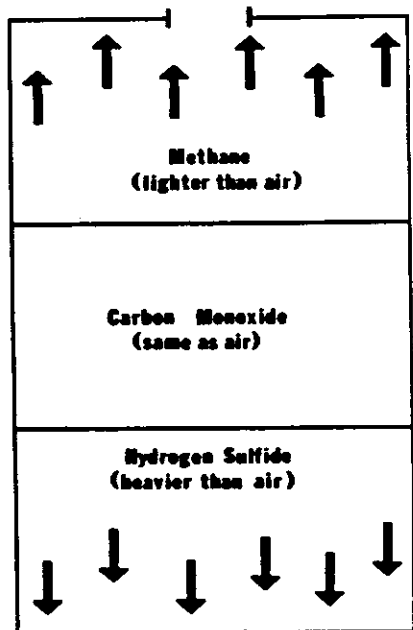 Methane
(lighter than air)
Carbon Monoxide
(same as air)
Hydrogen Sulfide
(heavier than air)